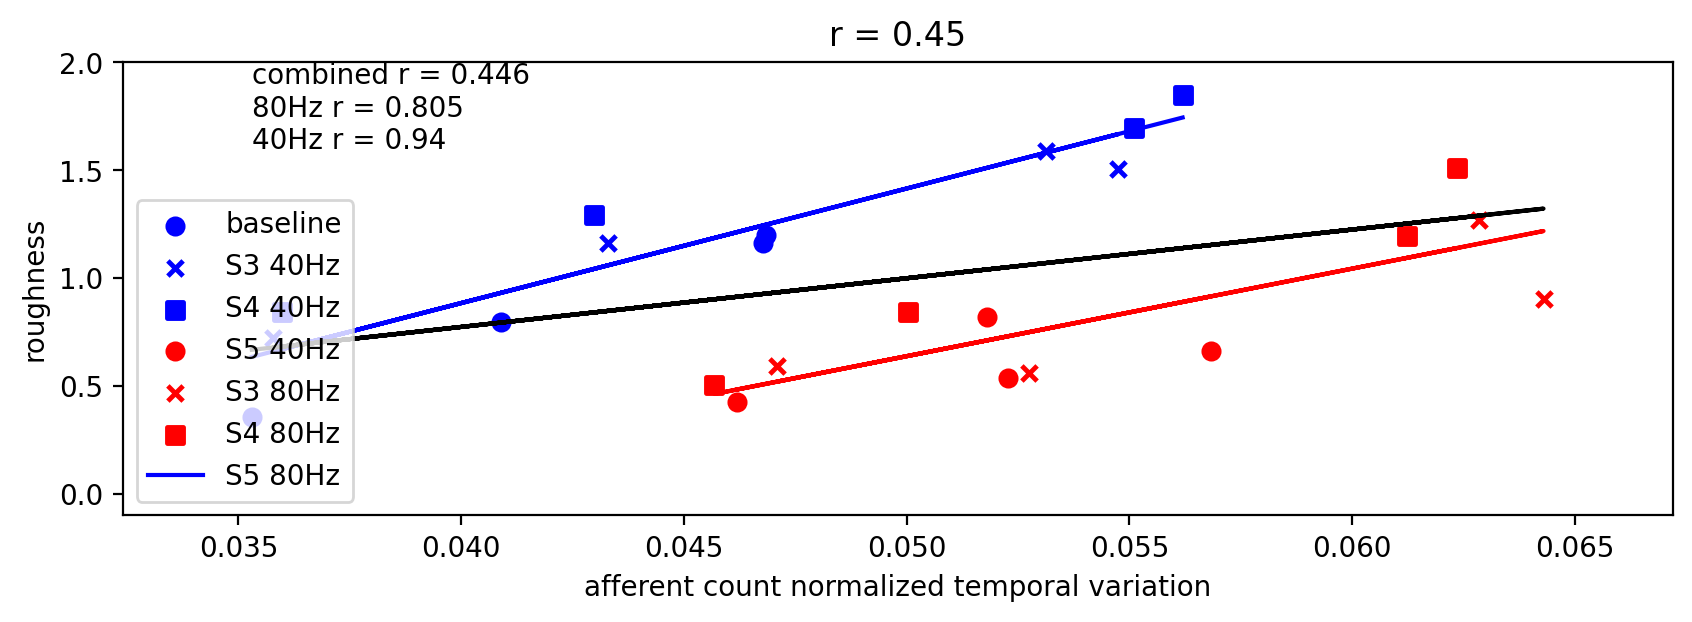 r = 0.45
combined r = 0.446
80Hz r = 0.805
40Hz r = 0.94
roughness
2.0
1.5
1.0
0.5
0.0
baseline
S3 40Hz
S4 40Hz
S5 40Hz
S3 80Hz
S4 80Hz
S5 80Hz
0.035 0.040 0.045 0.050 0.055 0.060 0.065
afferent count normalized temporal variation